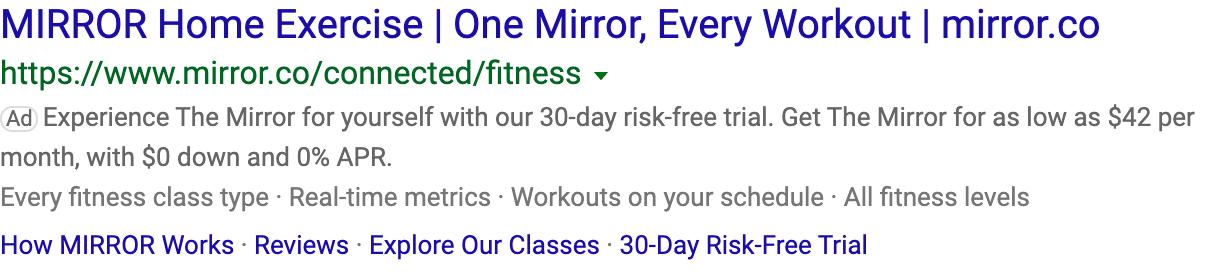 MIRROR Home Exercise | One Mirror, Every Workout | mirror.co
https://www.mirror.co/connected/fitness
Ad Experience The Mirror for yourself with our 30-day risk-free trial. Get The Mirror for as low as $42 per
month, with $0 down and 0% APR.
Every fitness class type · Real-time metrics · Workouts on your schedule · All fitness levels
How MIRROR Works · Reviews · Explore Our Classes · 30-Day Risk-Free Trial